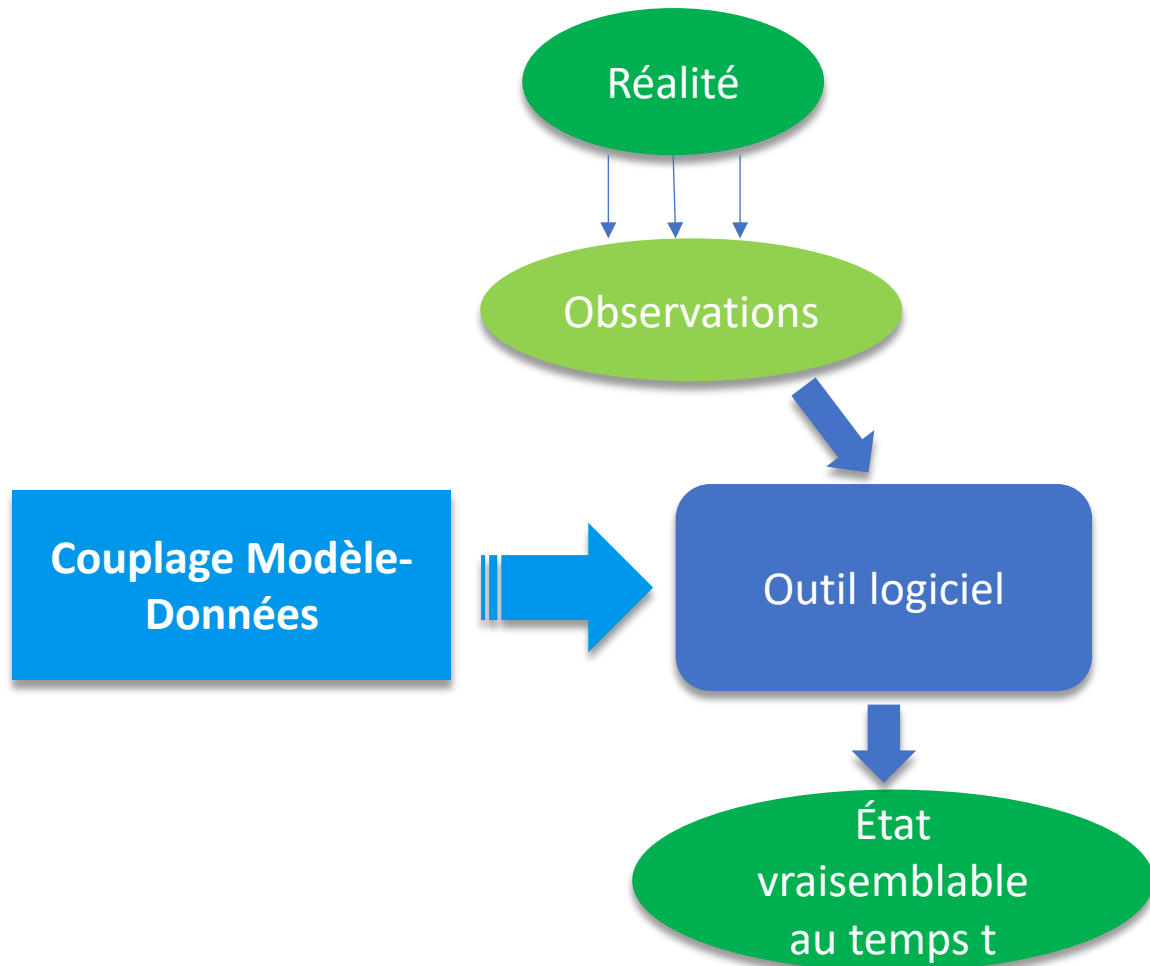 Réalité
Observations
Couplage Modèle-
Données
Outil logiciel
État
vraisemblable
au temps t